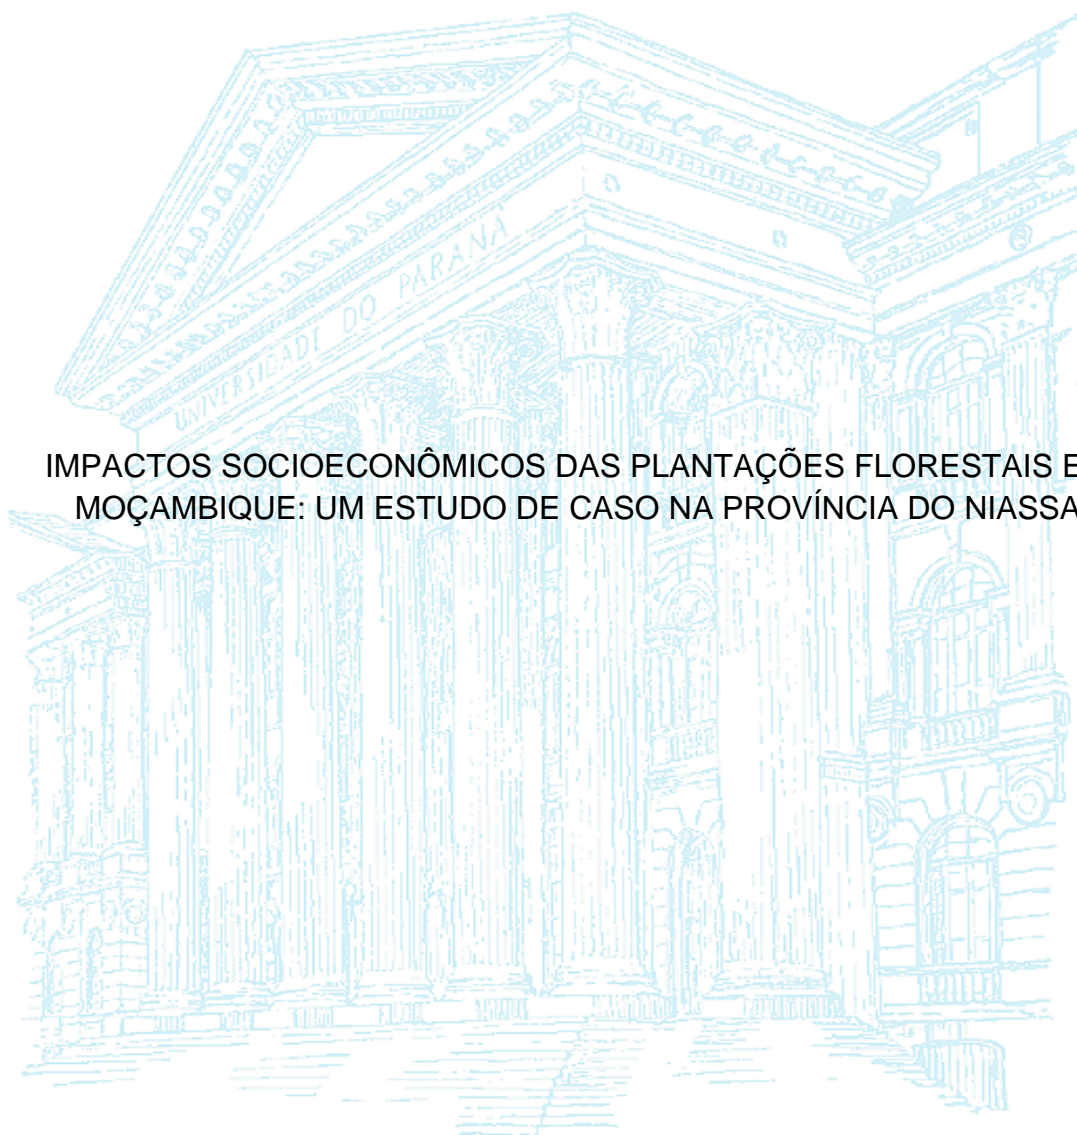 UNIVERSIDADE DO PARANÁ
IMPACTOS SOCIOECONÔMICOS DAS PLANTAÇÕES FLORESTAIS E
MOÇAMBIQUE: UM ESTUDO DE CASO NA PROVÍNCIA DO NIASSA